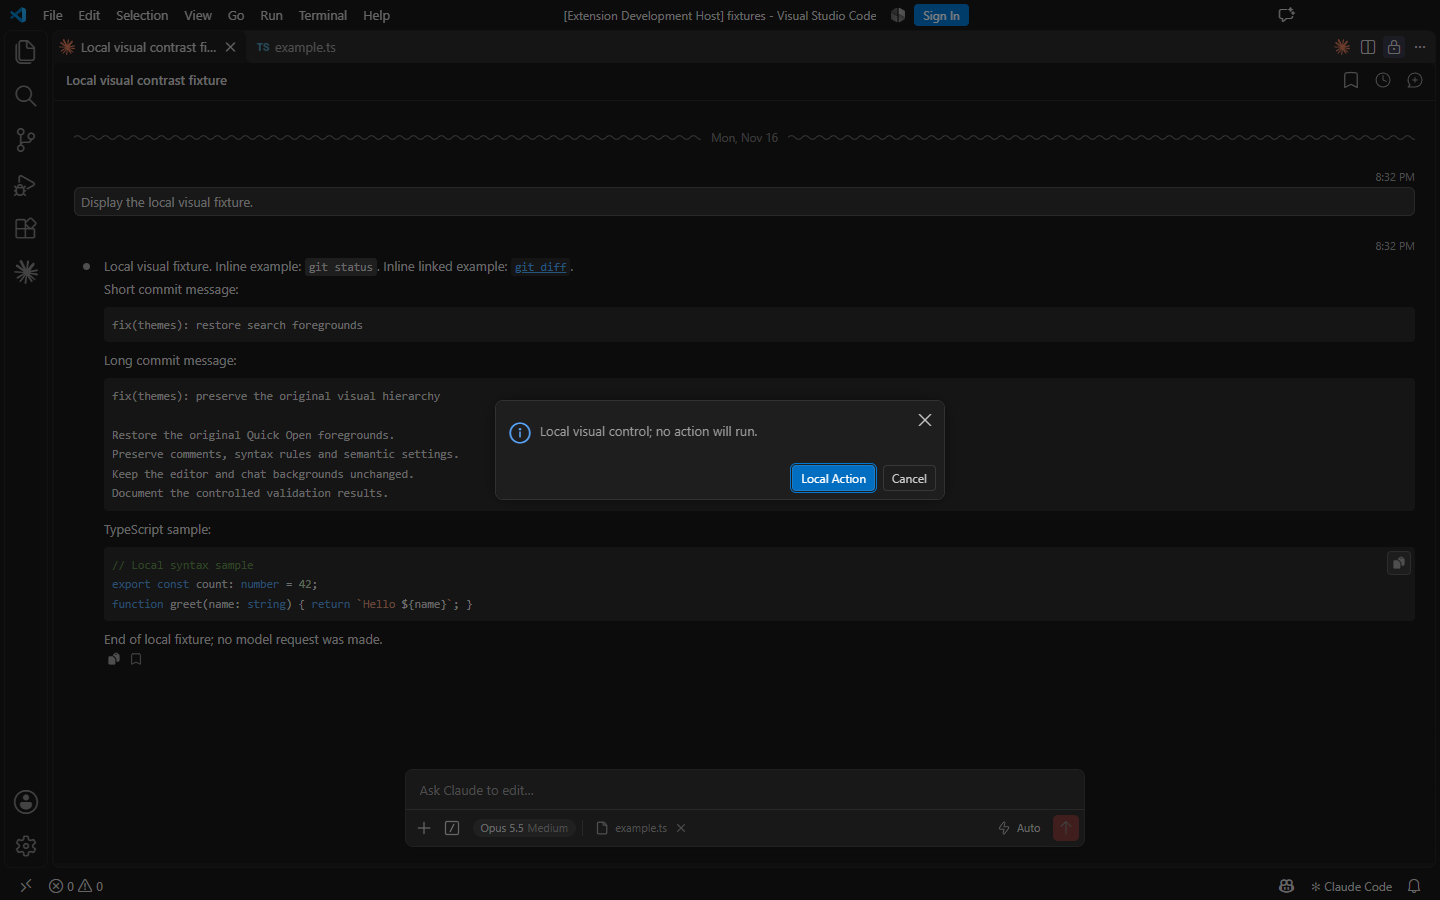 File Edit Selection View Go Run Terminal Help
[Extension Development Host] fixtures - Visual Studio Code
Sign In
Local visual contrast fi...
TS example.ts
Local visual contrast fixture
Mon, Nov 16
8:32 PM
Display the local visual fixture.
8:32 PM
Local visual fixture. Inline example: git status. Inline linked example: git diff.
Short commit message:
fix(themes): restore search foregrounds
Long commit message:
fix(themes): preserve the original visual hierarchy
Restore the original Quick Open foregrounds.
Preserve comments, syntax rules and semantic settings.
Keep the editor and chat backgrounds unchanged.
Document the controlled validation results.
Local visual control; no action will run.
Local Action
Cancel
TypeScript sample:
// Local syntax sample
export const count: number = 42;
function greet(name: string) { return `Hello ${name}`; }
End of local fixture; no model request was made.
Ask Claude to edit...
Opus 5.5 Medium
example.ts
Auto
0 0
Claude Code